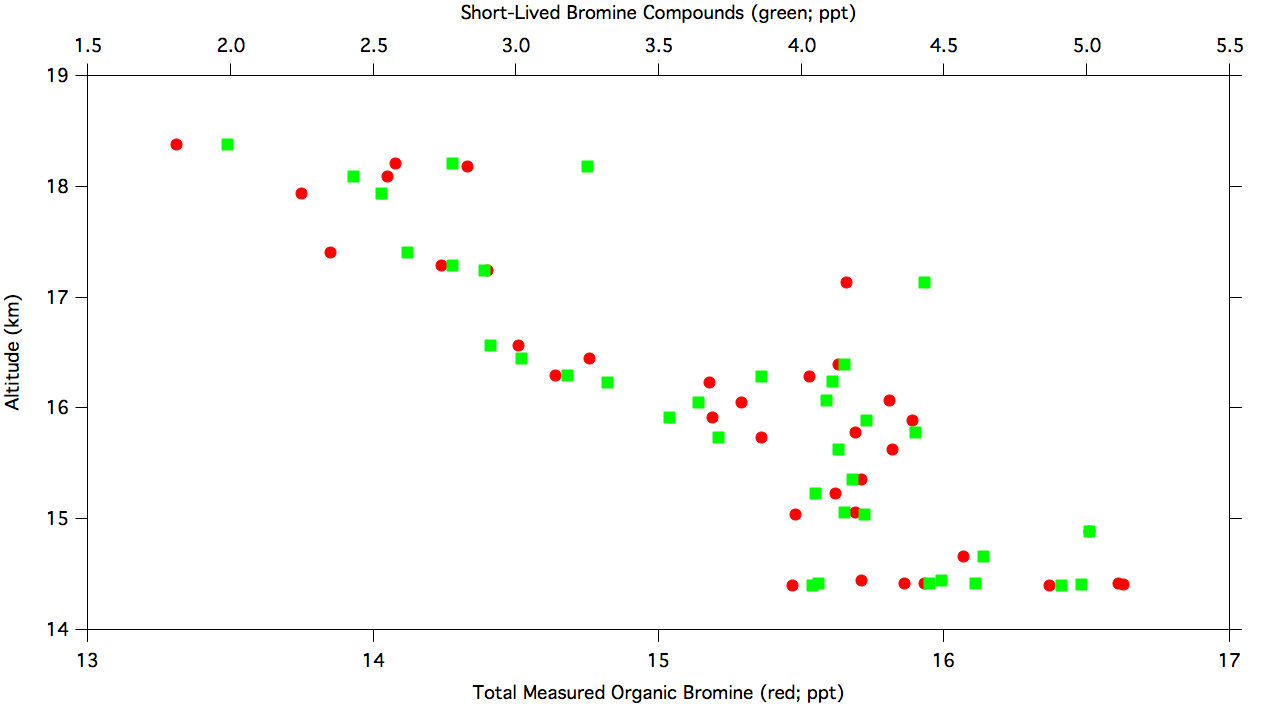 Short-Lived Bromine Compounds (green; ppt)
1.5 2.0 2.5 3.0 3.5 4.0 4.5 5.0 5.5
19
18
17
16
15
14
Altitude (km)
13 14 15 16 17
Total Measured Organic Bromine (red; ppt)